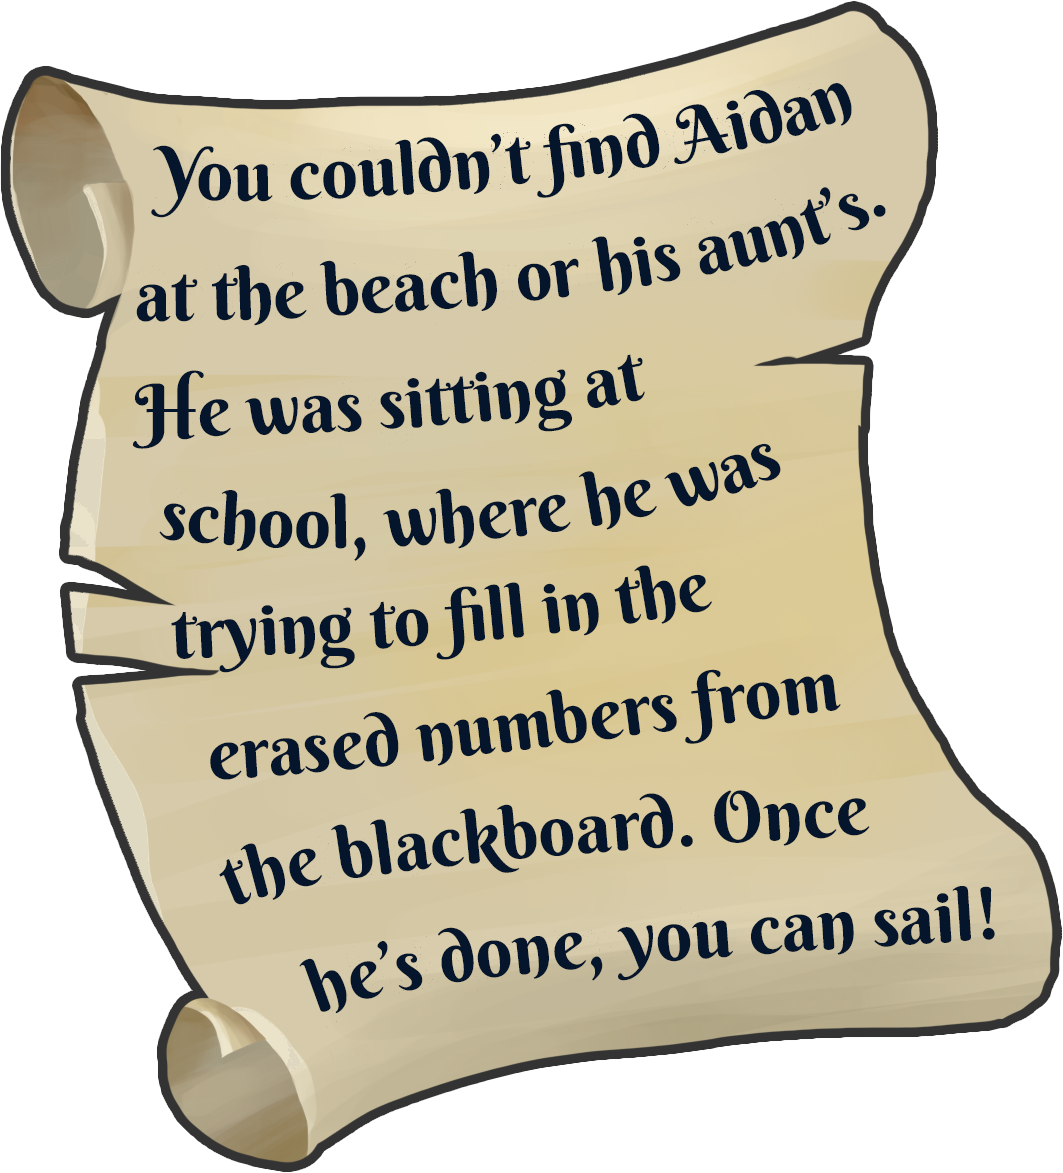 You couldn't find Aidan
at the beach or his aunt's.
He was sitting at
school, where he was
trying to fill in the
erased numbers from
the blackboard. Once
he's done, you can sail!